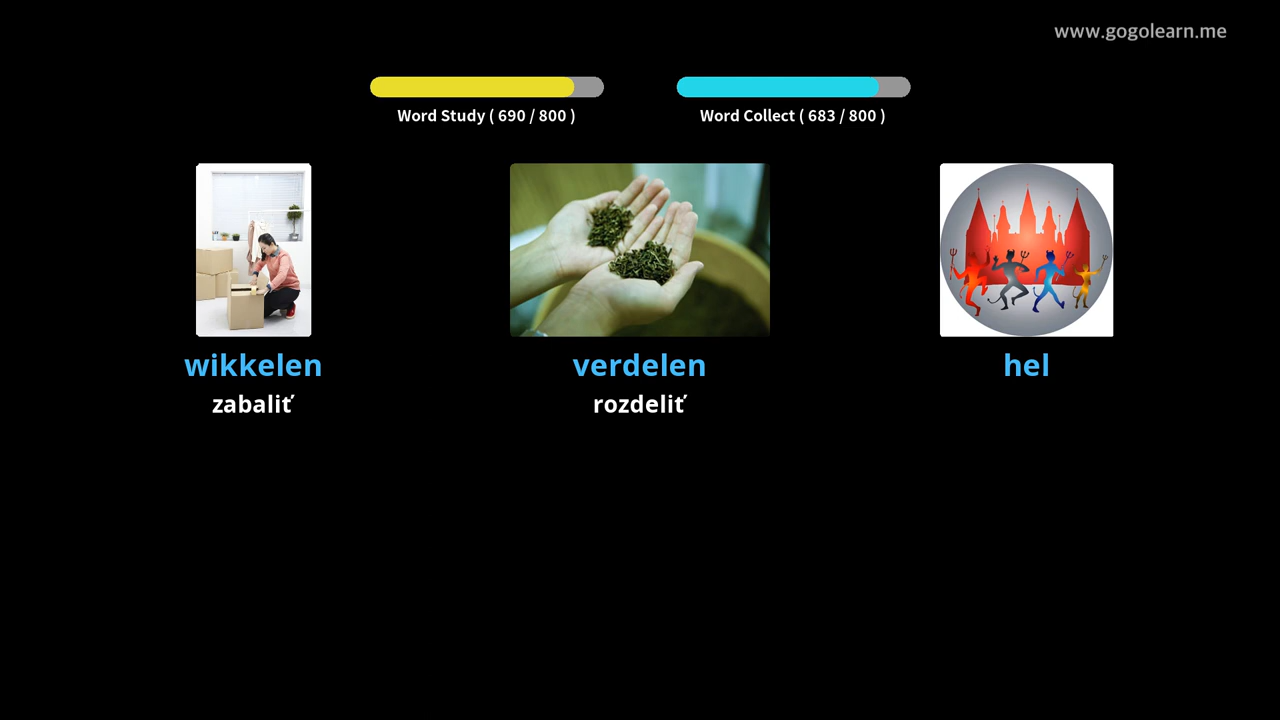 www.gogolearn.me
Word Study ( 690 / 800 )
Word Collect ( 683 / 800 )
wikkelen
verdelen
hel
zabaliť
rozdeliť